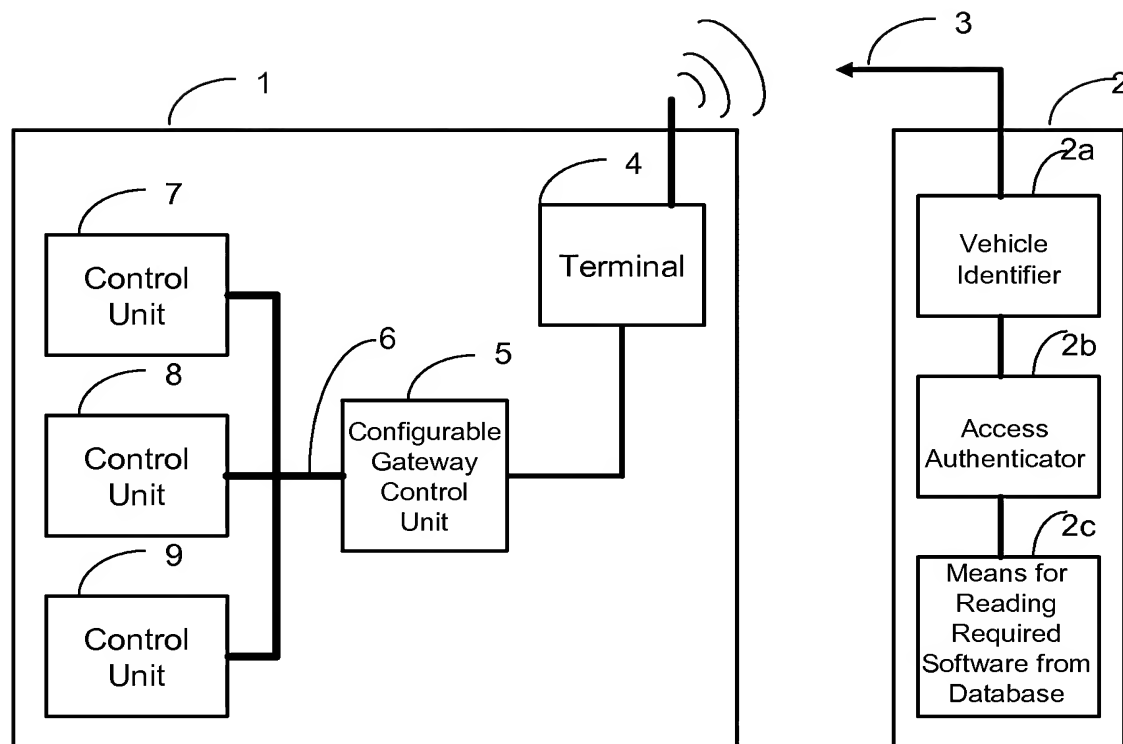 3
1
2
2a
4
7
Control
Unit
Terminal
Vehicle
Identifier
6
5
2b
8
Control
Unit
Configurable
Gateway
Control
Unit
Access
Authenticator
2c
9
Control
Unit
Means for
Reading
Required
Software from
Database